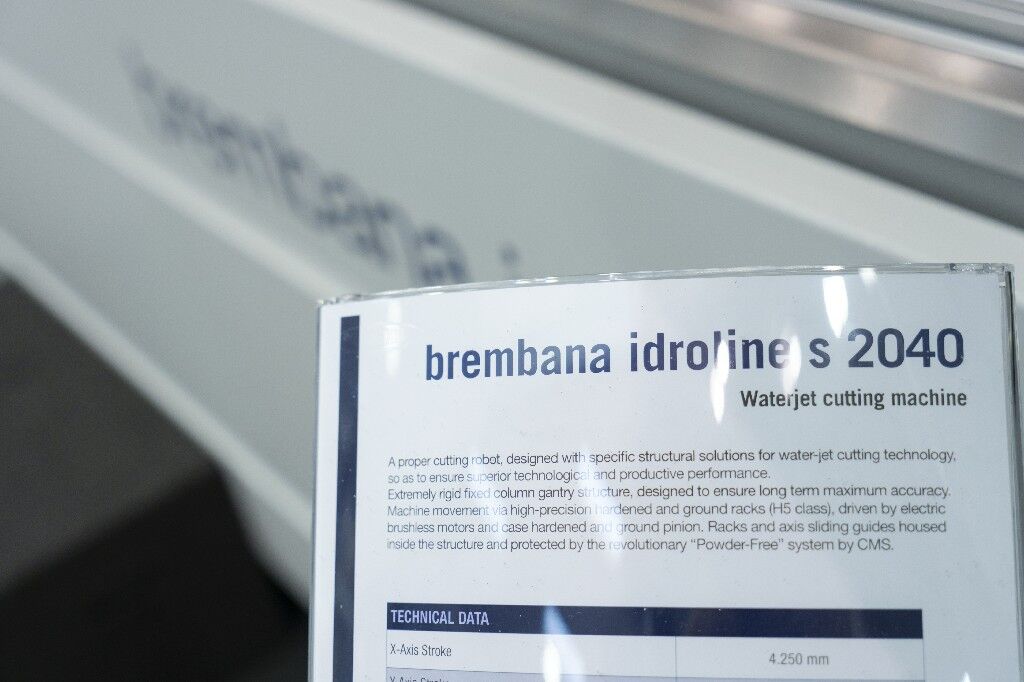 brembana
brembana idroline s 2040
Waterjet cutting machine
A proper cutting robot, designed with specific structural solutions for water-jet cutting technology,
so as to ensure superior technological and productive performance.
Extremely rigid fixed column gantry structure, designed to ensure long term maximum accuracy.
Machine movement via high-precision hardened and ground racks (H5 class), driven by electric
brushless motors and case hardened and ground pinion. Racks and axis sliding guides housed
inside the structure and protected by the revolutionary “Powder-Free” system by CMS.
TECHNICAL DATA
X-Axis Stroke
4.250 mm